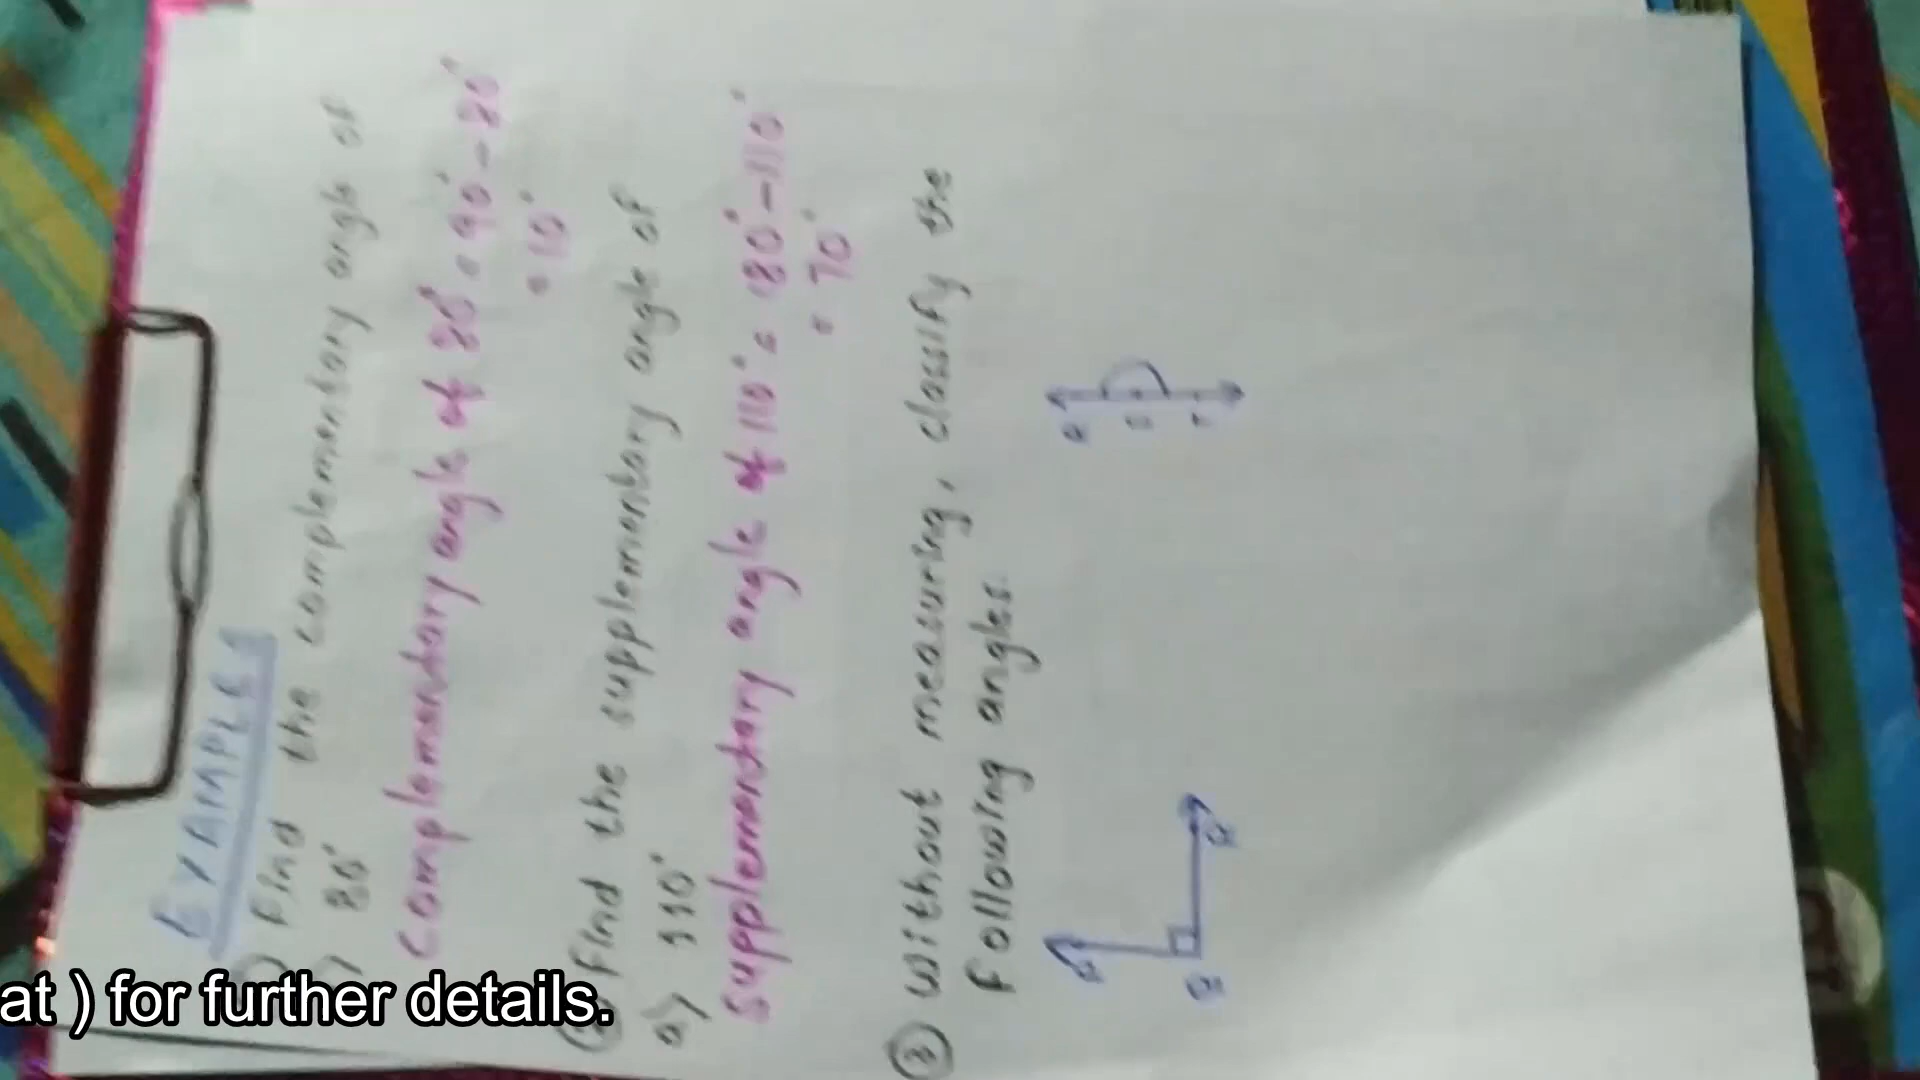 EXAMPLE 1
1) Find the complementary angle of
a) 80°
Complementary angle of 80° = 90° - 80°
= 10°
2) Find the supplementary angle of
a) 110°
Supplementary angle of 110° = 180° - 110°
= 70°
3) Without measuring, classify the
following angles.
B
at ) for further details.